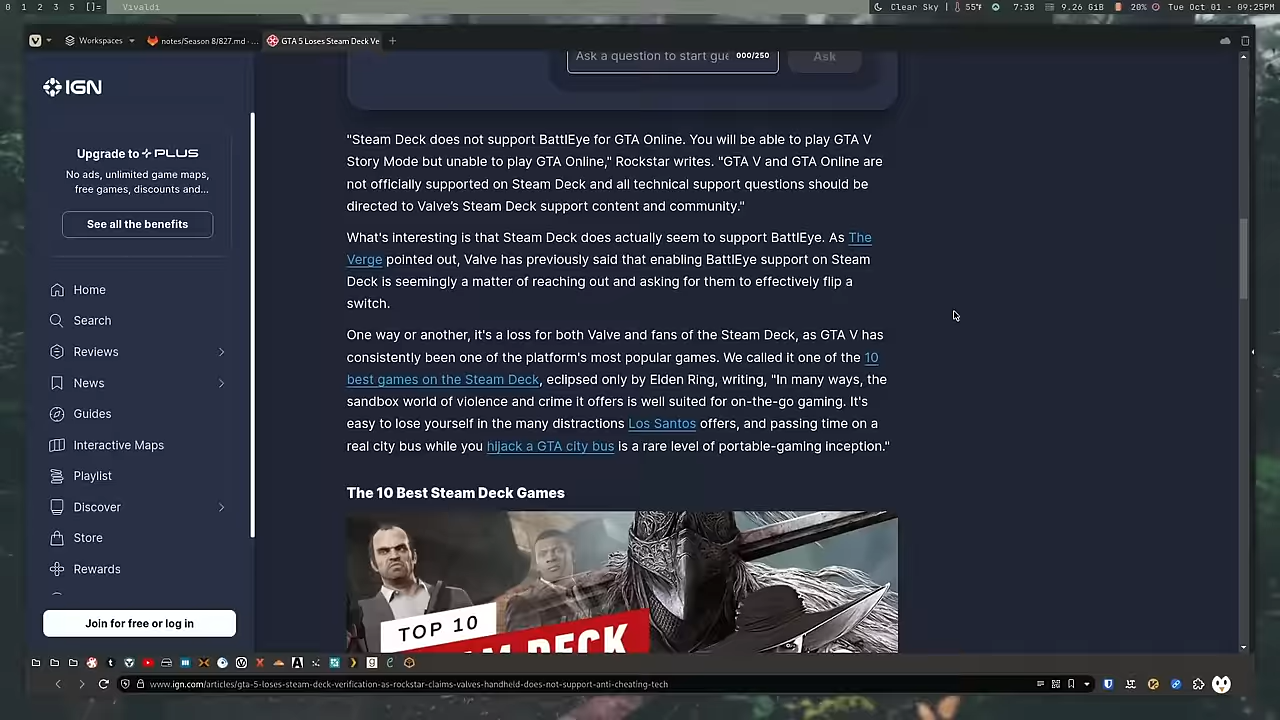 0 1 2 3 5 []= Vivaldi
Clear Sky | 55°F 7:38 9.26 GiB 20% Tue Oct 01 - 09:25PM
Workspaces
notes/Season 8/827.md - ...
GTA 5 Loses Steam Deck Ve
IGN
Upgrade to PLUS
No ads, unlimited game maps,
free games, discounts and...
See all the benefits
Home
Search
Reviews
News
Guides
Interactive Maps
Playlist
Discover
Store
Rewards
Join for free or log in
Ask a question to start gue 000/250 Ask
"Steam Deck does not support BattlEye for GTA Online. You will be able to play GTA V
Story Mode but unable to play GTA Online," Rockstar writes. "GTA V and GTA Online are
not officially supported on Steam Deck and all technical support questions should be
directed to Valve's Steam Deck support content and community."
What's interesting is that Steam Deck does actually seem to support BattlEye. As The
Verge pointed out, Valve has previously said that enabling BattlEye support on Steam
Deck is seemingly a matter of reaching out and asking for them to effectively flip a
switch.
One way or another, it's a loss for both Valve and fans of the Steam Deck, as GTA V has
consistently been one of the platform's most popular games. We called it one of the 10
best games on the Steam Deck, eclipsed only by Elden Ring, writing, "In many ways, the
sandbox world of violence and crime it offers is well suited for on-the-go gaming. It's
easy to lose yourself in the many distractions Los Santos offers, and passing time on a
real city bus while you hijack a GTA city bus is a rare level of portable-gaming inception."
The 10 Best Steam Deck Games
TOP 10
DECK
www.ign.com/articles/gta-5-loses-steam-deck-verification-as-rockstar-claims-valves-handheld-does-not-support-anti-cheating-tech